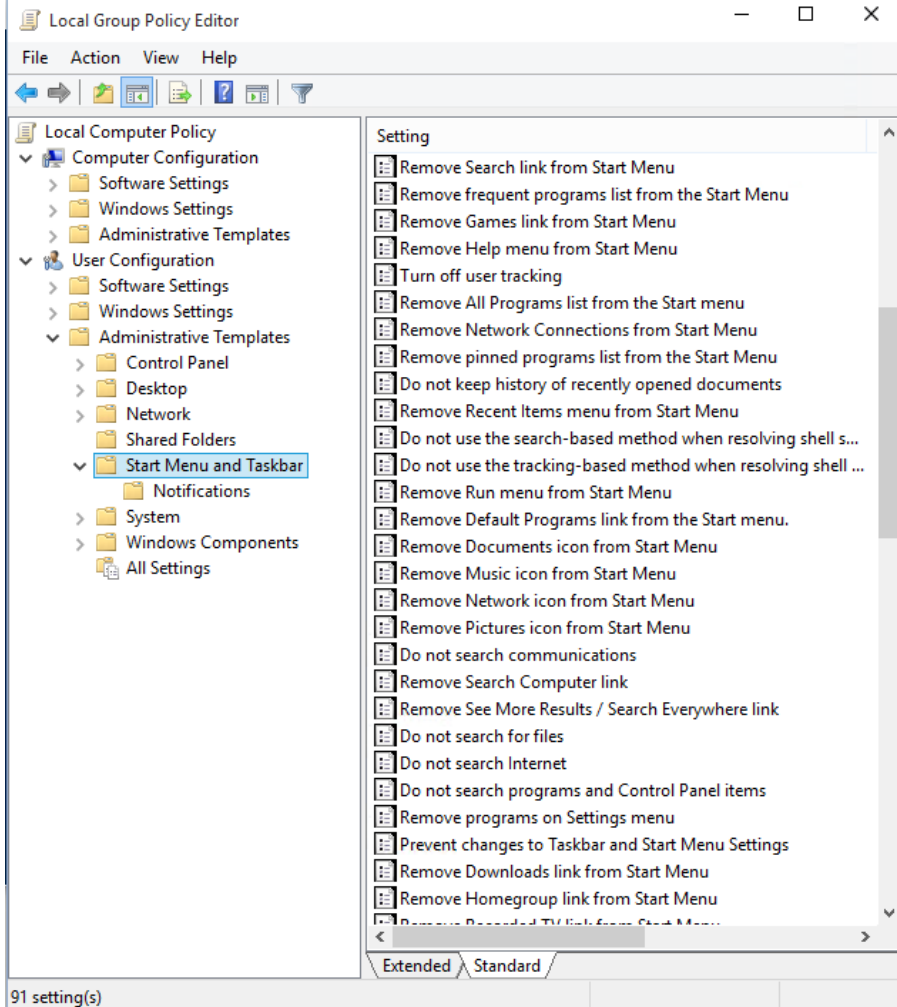 Local Group Policy Editor
File Action View Help
Local Computer Policy
Computer Configuration
Software Settings
Windows Settings
Administrative Templates
User Configuration
Software Settings
Windows Settings
Administrative Templates
Control Panel
Desktop
Network
Shared Folders
Start Menu and Taskbar
Notifications
System
Windows Components
All Settings
Setting
Remove Search link from Start Menu
Remove frequent programs list from the Start Menu
Remove Games link from Start Menu
Remove Help menu from Start Menu
Turn off user tracking
Remove All Programs list from the Start menu
Remove Network Connections from Start Menu
Remove pinned programs list from the Start Menu
Do not keep history of recently opened documents
Remove Recent Items menu from Start Menu
Do not use the search-based method when resolving shell s...
Do not use the tracking-based method when resolving shell ...
Remove Run menu from Start Menu
Remove Default Programs link from the Start menu.
Remove Documents icon from Start Menu
Remove Music icon from Start Menu
Remove Network icon from Start Menu
Remove Pictures icon from Start Menu
Do not search communications
Remove Search Computer link
Remove See More Results / Search Everywhere link
Do not search for files
Do not search Internet
Do not search programs and Control Panel items
Remove programs on Settings menu
Prevent changes to Taskbar and Start Menu Settings
Remove Downloads link from Start Menu
Remove Homegroup link from Start Menu
Remove Recorded TV link from Start Menu
Extended Standard
91 setting(s)